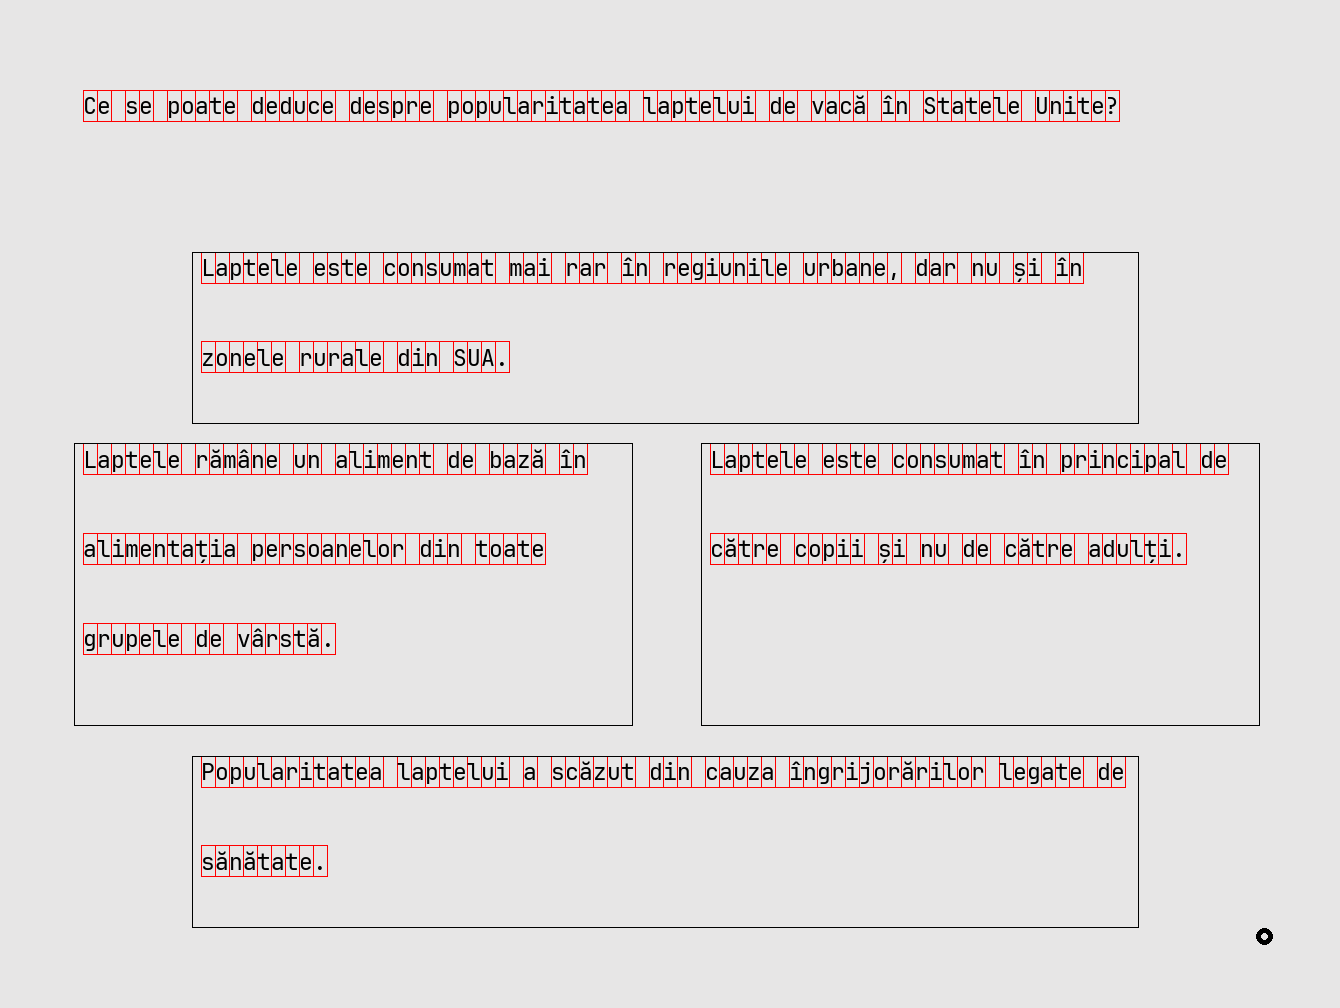 Ce se poate deduce despre popularitatea laptelui de vacă în Statele Unite?
Laptele este consumat mai rar în regiunile urbane, dar nu și în
zonele rurale din SUA.
Laptele rămâne un aliment de bază în
alimentația persoanelor din toate
grupele de vârstă.
Laptele este consumat în principal de
către copii și nu de către adulți.
Popularitatea laptelui a scăzut din cauza îngrijorărilor legate de
sănătate.